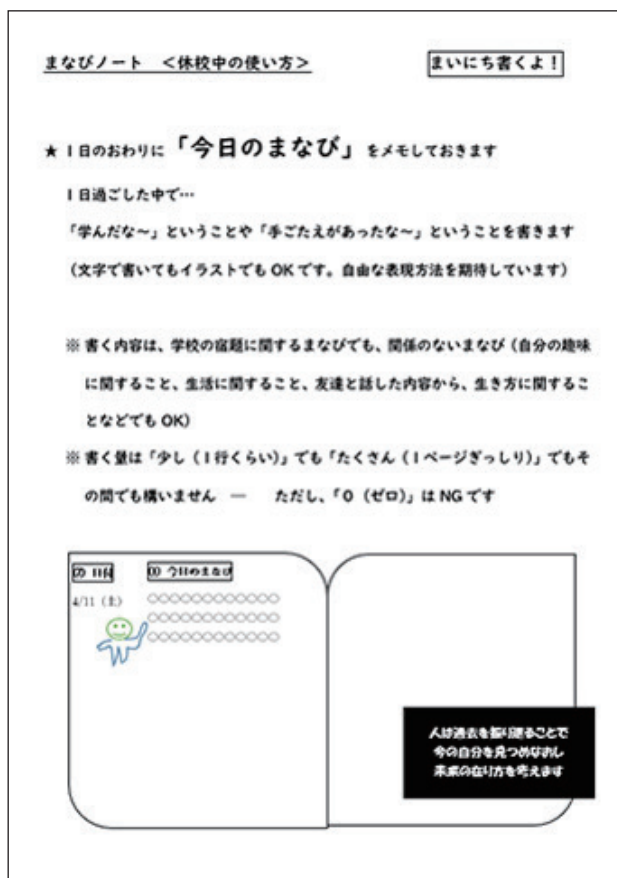 まなびノート <休校中の使い方>
まいにち書くよ!
★ 1日のおわりに「今日のまなび」をメモしておきます
1日過ごした中で…
「学んだな~」ということや「手ごたえがあったな~」ということを書きます
(文字で書いてもイラストでもOKです。自由な表現方法を期待しています)
※ 書く内容は、学校の宿題に関するまなびでも、関係のないまなび(自分の趣味
に関すること、生活に関すること、友達と話した内容から、生き方に関するこ
となどでもOK)
※ 書く量は「少し(1行くらい)」でも「たくさん(1ページぎっしり)」でもそ
の間でも構いません ― ただし、「0(ゼロ)」はNGです
日付
今日のまなび
4/11(土)
○○○○○○○○○○○○
○○○○○○○○○○○○
○○○○○○○○○○○○
人は過去を振り返ることで
今の自分を見つめなおし
未来の在り方を考えます